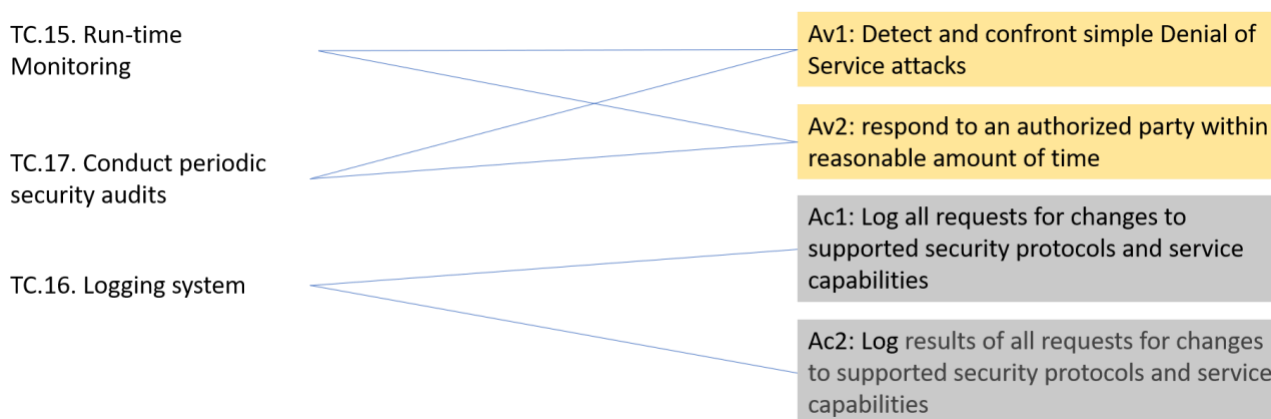 TC.15. Run-time
Monitoring
TC.17. Conduct periodic
security audits
TC.16. Logging system
Av1: Detect and confront simple Denial of
Service attacks
Av2: respond to an authorized party within
reasonable amount of time
Ac1: Log all requests for changes to
supported security protocols and service
capabilities
Ac2: Log results of all requests for changes
to supported security protocols and service
capabilities